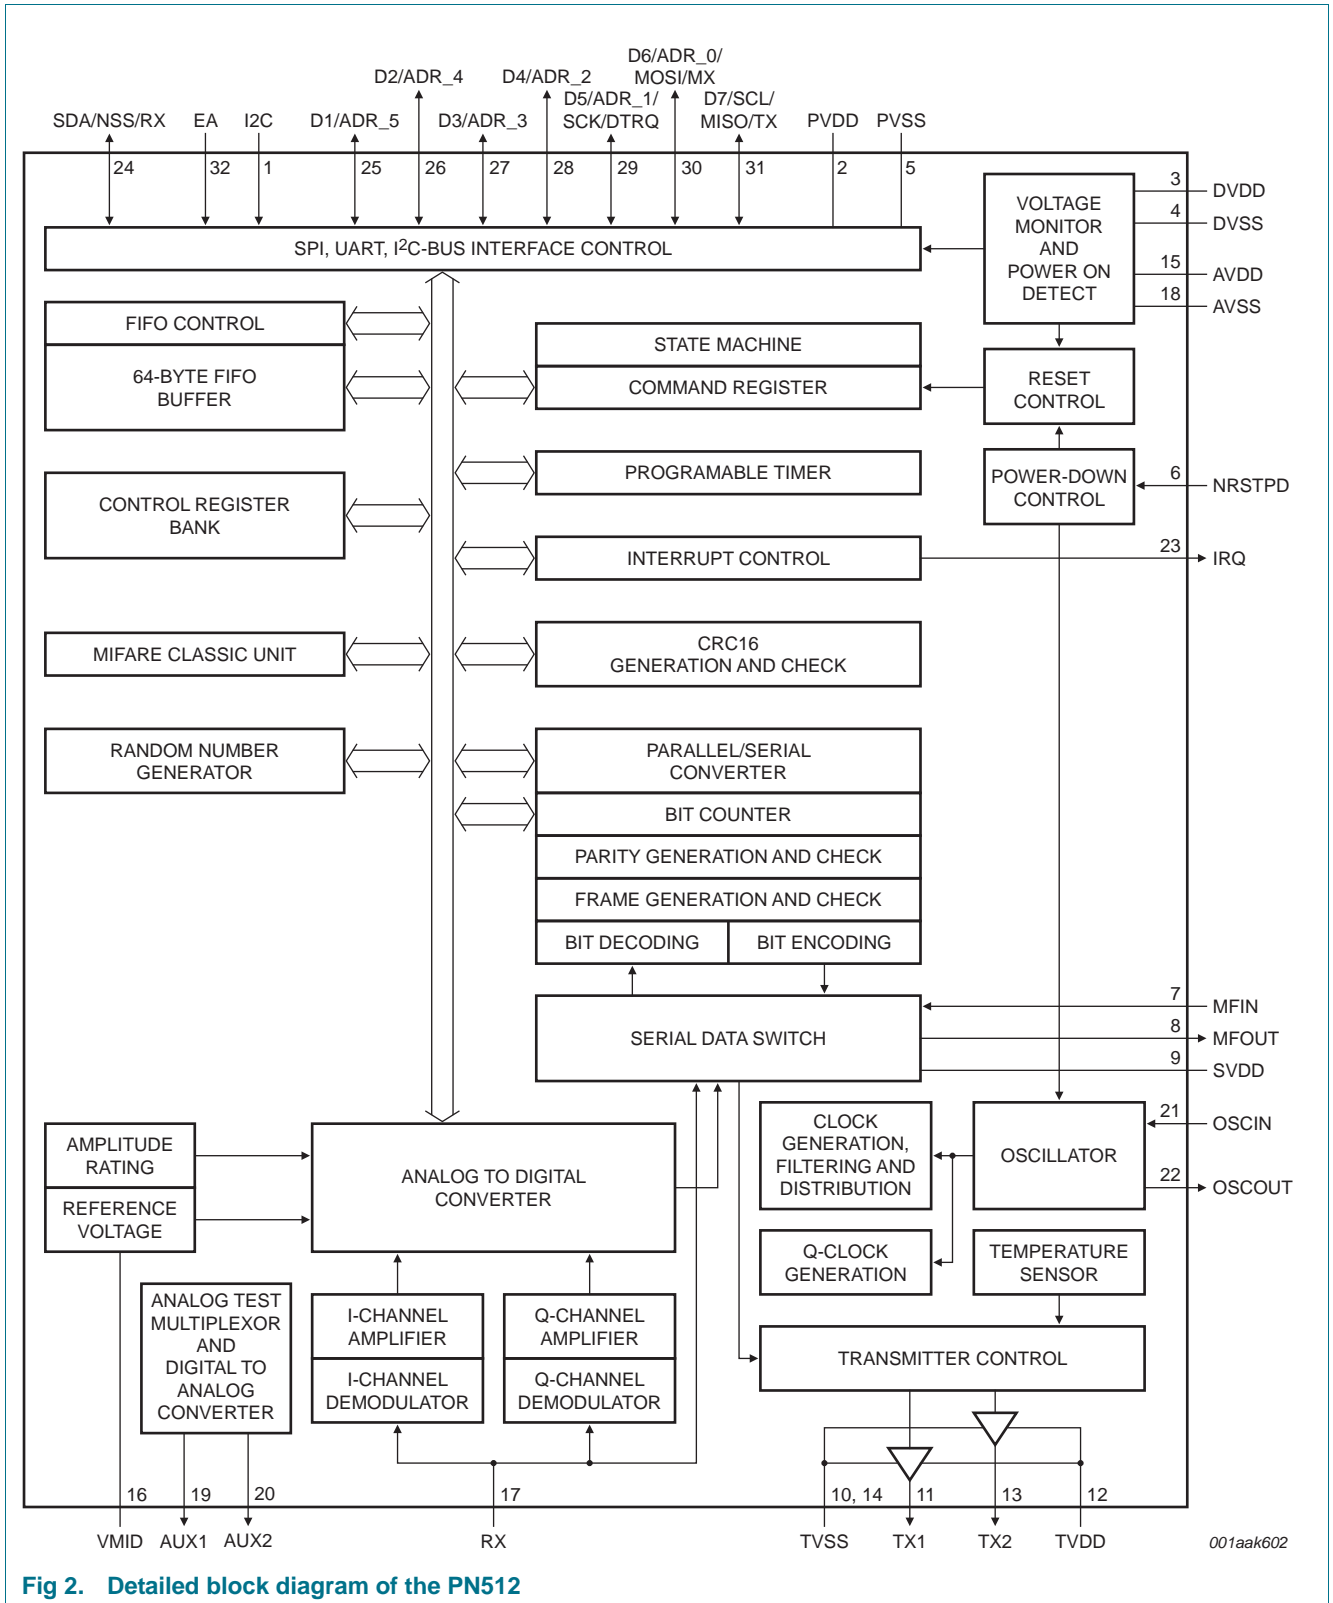 D6/ADR_0/
MOSI/MX
D2/ADR_4
D4/ADR_2
D5/ADR_1/
SCK/DTRQ
D7/SCL/
MISO/TX
SDA/NSS/RX
EA
I2C
D1/ADR_5
D3/ADR_3
PVDD
PVSS
24
32
1
25
26
27
28
29
30
31
2
5
3
DVDD
4
DVSS
15
AVDD
18
AVSS
VOLTAGE
MONITOR
AND
POWER ON
DETECT
SPI, UART, I2C-BUS INTERFACE CONTROL
FIFO CONTROL
64-BYTE FIFO
BUFFER
STATE MACHINE
COMMAND REGISTER
RESET
CONTROL
CONTROL REGISTER
BANK
PROGRAMABLE TIMER
POWER-DOWN
CONTROL
6
NRSTPD
INTERRUPT CONTROL
23
IRQ
MIFARE CLASSIC UNIT
CRC16
GENERATION AND CHECK
RANDOM NUMBER
GENERATOR
PARALLEL/SERIAL
CONVERTER
BIT COUNTER
PARITY GENERATION AND CHECK
FRAME GENERATION AND CHECK
BIT DECODING
BIT ENCODING
SERIAL DATA SWITCH
7
MFIN
8
MFOUT
9
SVDD
AMPLITUDE
RATING
REFERENCE
VOLTAGE
ANALOG TO DIGITAL
CONVERTER
CLOCK
GENERATION,
FILTERING AND
DISTRIBUTION
OSCILLATOR
21
OSCIN
22
OSCOUT
Q-CLOCK
GENERATION
TEMPERATURE
SENSOR
ANALOG TEST
MULTIPLEXOR
AND
DIGITAL TO
ANALOG
CONVERTER
I-CHANNEL
AMPLIFIER
I-CHANNEL
DEMODULATOR
Q-CHANNEL
AMPLIFIER
Q-CHANNEL
DEMODULATOR
TRANSMITTER CONTROL
16
19
20
17
10, 14
11
13
12
VMID
AUX1
AUX2
RX
TVSS
TX1
TX2
TVDD
001aak602
Fig 2. Detailed block diagram of the PN512